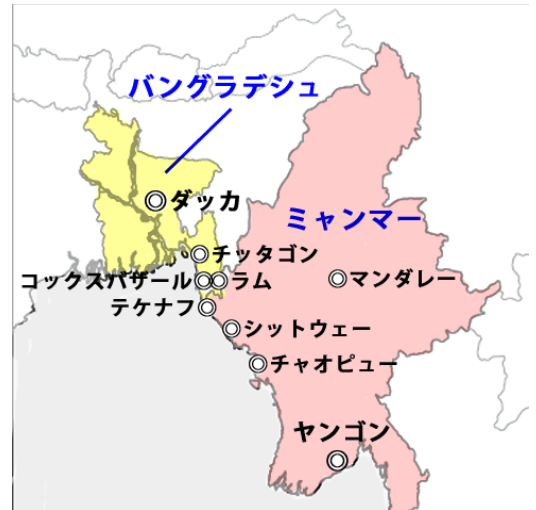 バングラデシュ
ダッカ
ミャンマー
チッタゴン
コックスバザール
ラム
マンダレー
テケナフ
シットウェー
チャオピュー
ヤンゴン